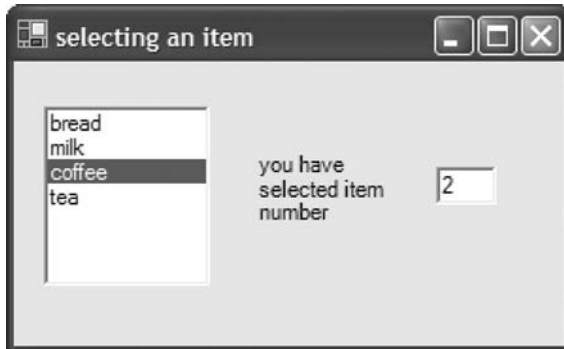 selecting an item
bread
milk
coffee
tea
you have
selected item
number
2